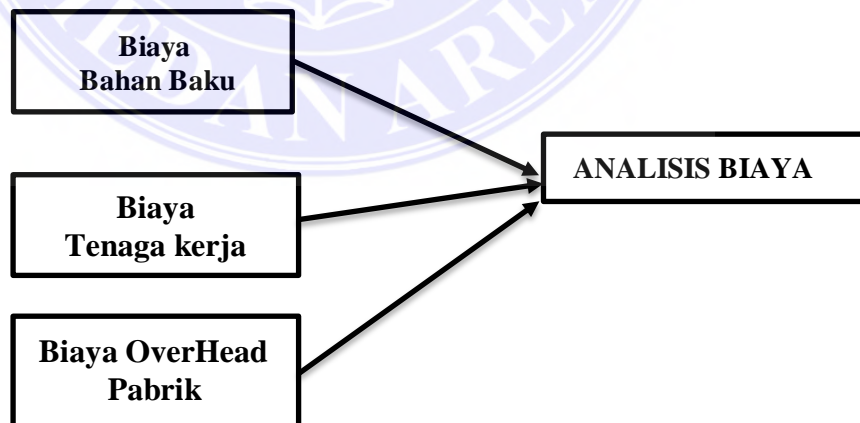 Biaya
Bahan Baku
ANALISIS BIAYA
Biaya
Tenaga kerja
Biaya OverHead
Pabrik